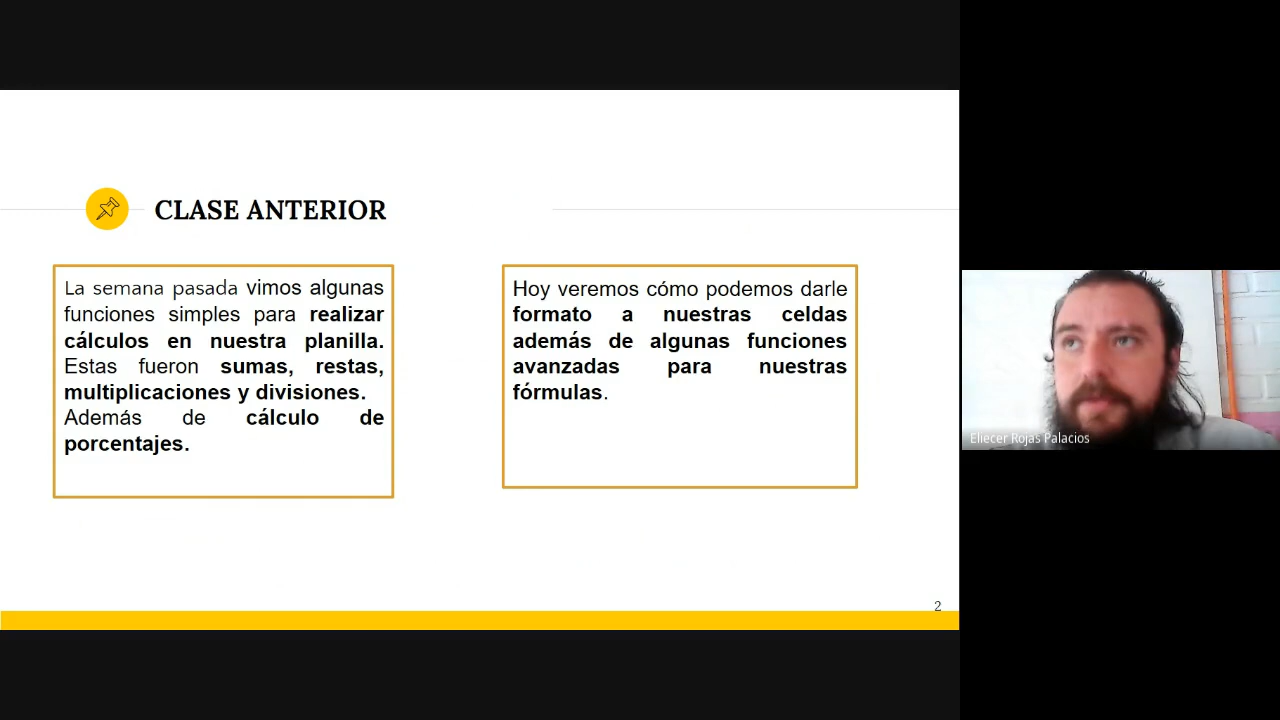 CLASE ANTERIOR
La semana pasada vimos algunas
funciones simples para realizar
cálculos en nuestra planilla.
Estas fueron sumas, restas,
multiplicaciones y divisiones.
Además de cálculo de
porcentajes.
Hoy veremos cómo podemos darle
formato a nuestras celdas
además de algunas funciones
avanzadas para nuestras
fórmulas.
2
Eliecer Rojas Palacios